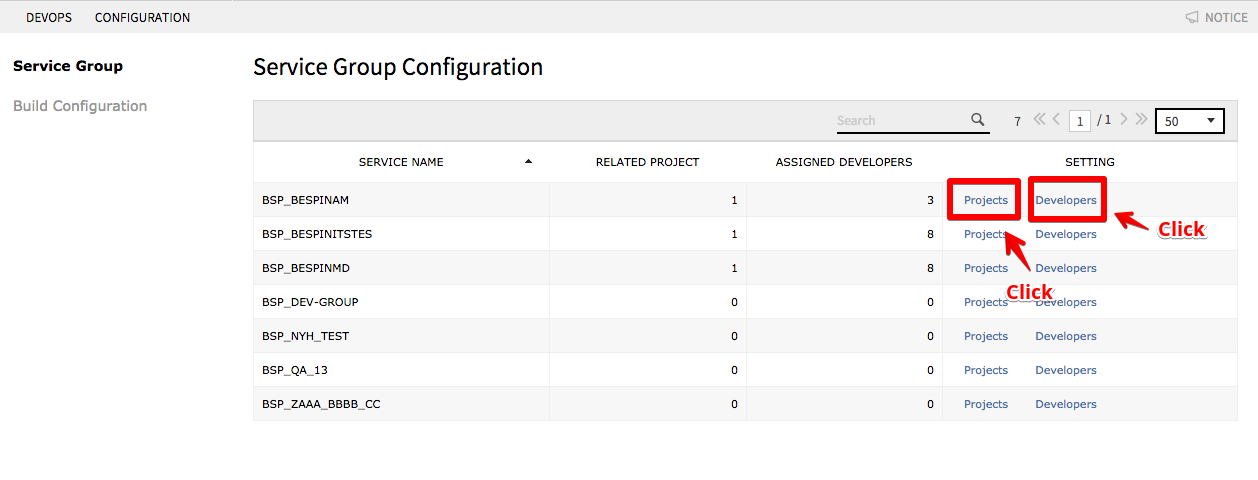 DEVOPS CONFIGURATION NOTICE
Service Group
Build Configuration
Service Group Configuration
Search 7 1 / 1 50
SERVICE NAME RELATED PROJECT ASSIGNED DEVELOPERS SETTING
BSP_BESPINAM 1 3 Projects Developers
Click
BSP_BESPINITSTES 1 8 Projects Developers
BSP_BESPINMD 1 8 Projects Developers
Click
BSP_DEV-GROUP 0 0 Projects Developers
BSP_NYH_TEST 0 0 Projects Developers
BSP_QA_13 0 0 Projects Developers
BSP_ZAAA_BBBB_CC 0 0 Projects Developers